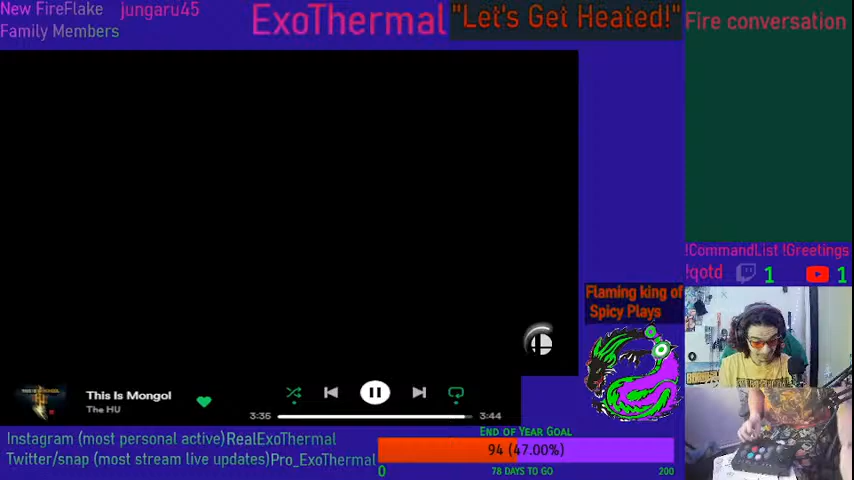 New FireFlake
Family Members
jungaru45
ExoThermal
"Let's Get Heated!"
Fire conversation
!CommandList !Greetings
!qotd
1
1
Flaming king of
Spicy Plays
This Is Mongol
The HU
3:36
3:44
Instagram (most personal active)RealExoThermal
Twitter/snap (most stream live updates)Pro_ExoThermal
End of Year Goal
94 (47.00%)
0
78 DAYS TO GO
200